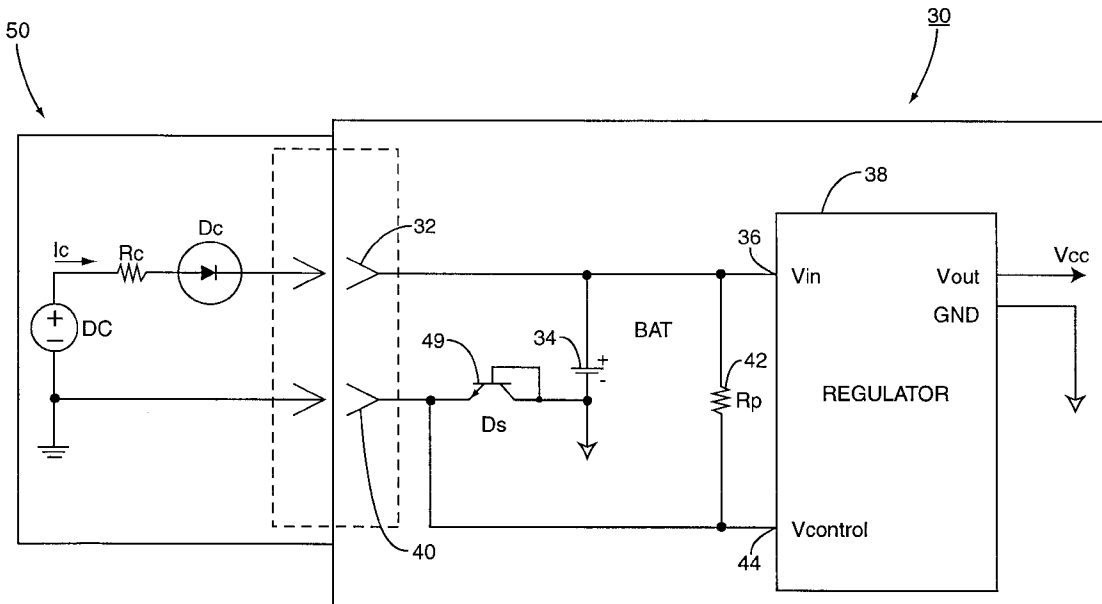 50
30
38
Ic
Rc
Dc
32
36
Vin
Vout
Vcc
GND
+
−
DC
49
34
+
-
BAT
42
Rp
REGULATOR
Ds
40
44
Vcontrol